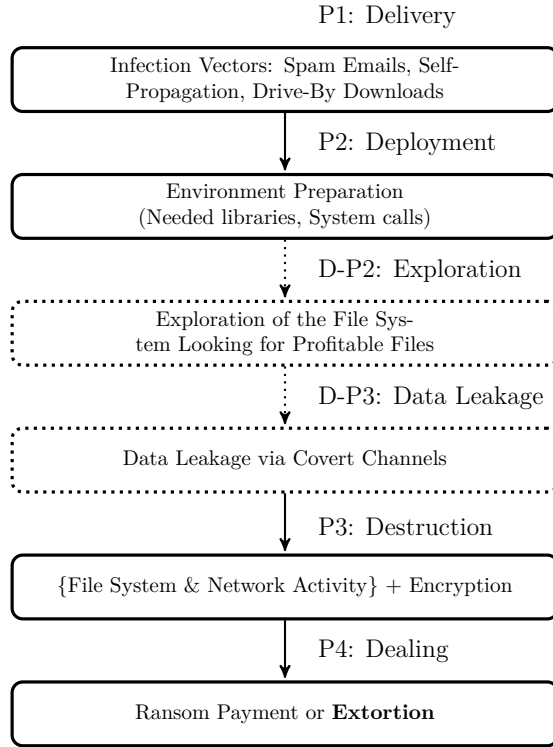 P1: Delivery
Infection Vectors: Spam Emails, Self-
Propagation, Drive-By Downloads
P2: Deployment
Environment Preparation
(Needed libraries, System calls)
D-P2: Exploration
Exploration of the File Sys-
tem Looking for Profitable Files
D-P3: Data Leakage
Data Leakage via Covert Channels
P3: Destruction
{File System & Network Activity} + Encryption
P4: Dealing
Ransom Payment or Extortion